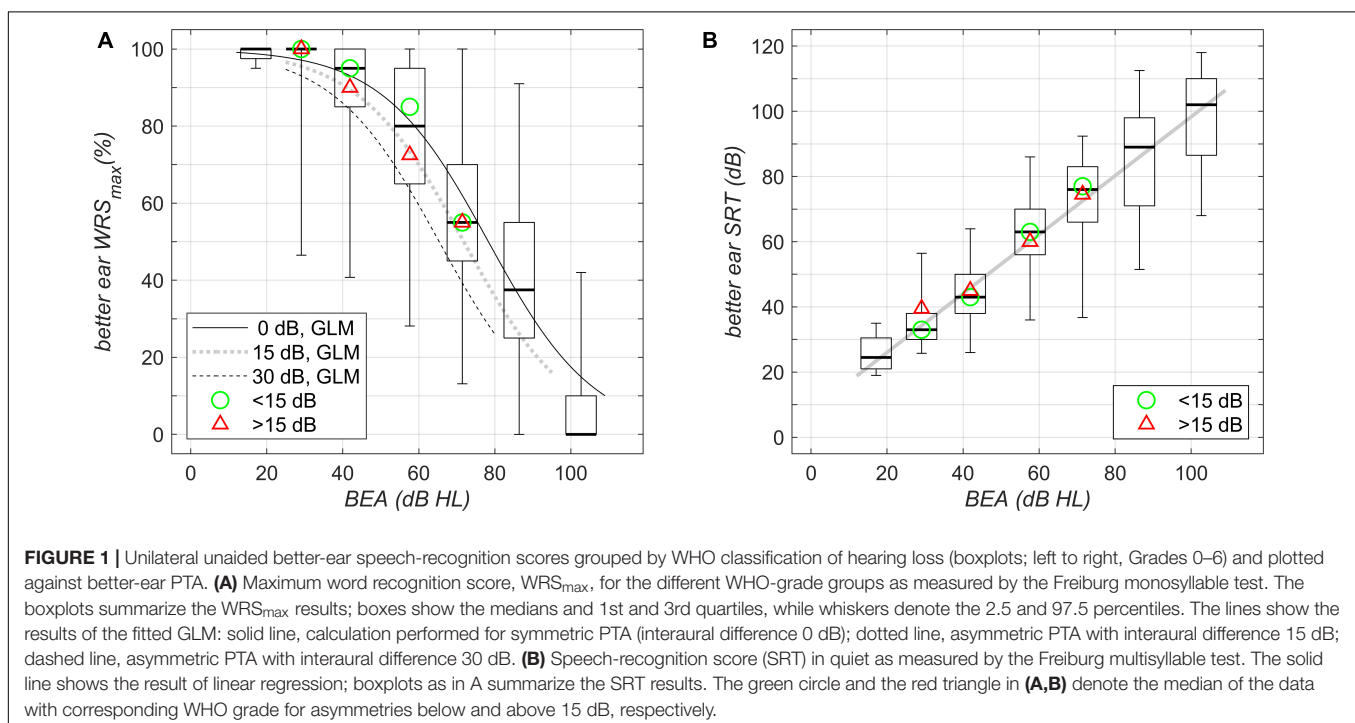 A
100
80
60
40
20
0
better ear WRSmax(%)
0 dB, GLM
15 dB, GLM
30 dB, GLM
<15 dB
>15 dB
0 20 40 60 80 100
BEA (dB HL)
B
120
100
80
60
40
20
0
better ear SRT (dB)
<15 dB
>15 dB
0 20 40 60 80 100
BEA (dB HL)
FIGURE 1 | Unilateral unaided better-ear speech-recognition scores grouped by WHO classification of hearing loss (boxplots; left to right, Grades 0–6) and plotted
against better-ear PTA. (A) Maximum word recognition score, WRSmax, for the different WHO-grade groups as measured by the Freiburg monosyllable test. The
boxplots summarize the WRSmax results; boxes show the medians and 1st and 3rd quartiles, while whiskers denote the 2.5 and 97.5 percentiles. The lines show the
results of the fitted GLM: solid line, calculation performed for symmetric PTA (interaural difference 0 dB); dotted line, asymmetric PTA with interaural difference 15 dB;
dashed line, asymmetric PTA with interaural difference 30 dB. (B) Speech-recognition score (SRT) in quiet as measured by the Freiburg multisyllable test. The solid
line shows the result of linear regression; boxplots as in A summarize the SRT results. The green circle and the red triangle in (A,B) denote the median of the data
with corresponding WHO grade for asymmetries below and above 15 dB, respectively.